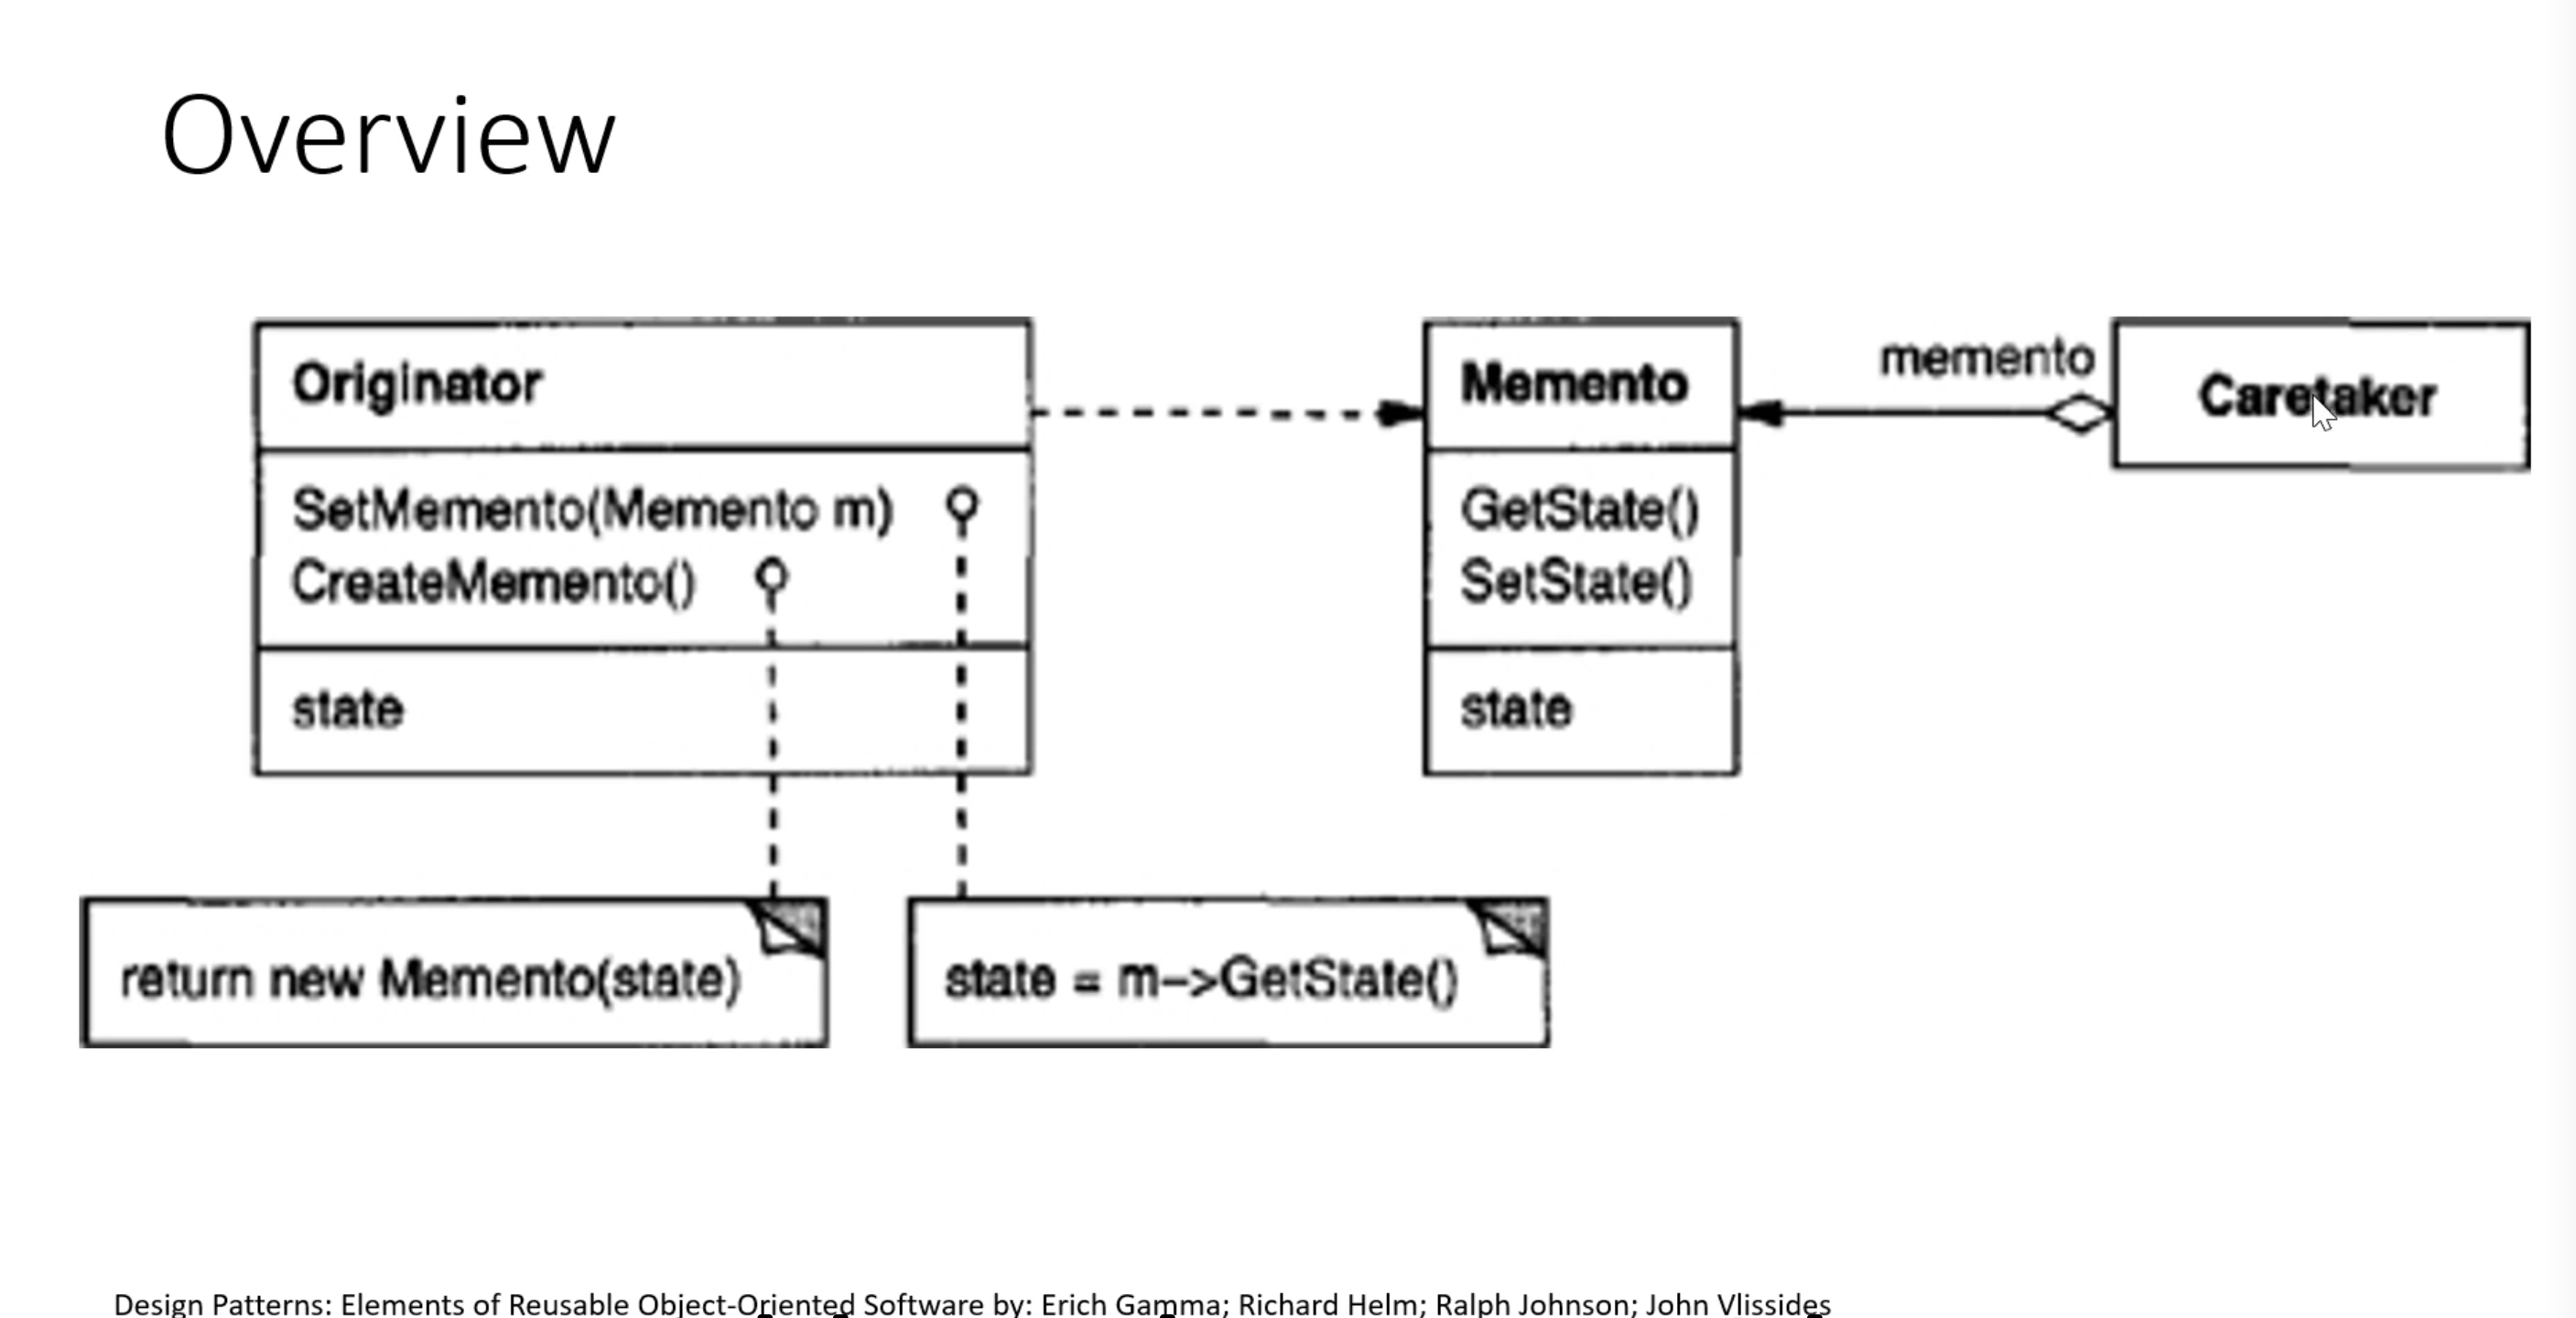 Overview
Originator
SetMemento(Memento m)
CreateMemento()
state
Memento
GetState()
SetState()
state
memento
Caretaker
return new Memento(state)
state = m->GetState()
Design Patterns: Elements of Reusable Object-Oriented Software by: Erich Gamma; Richard Helm; Ralph Johnson; John Vlissides